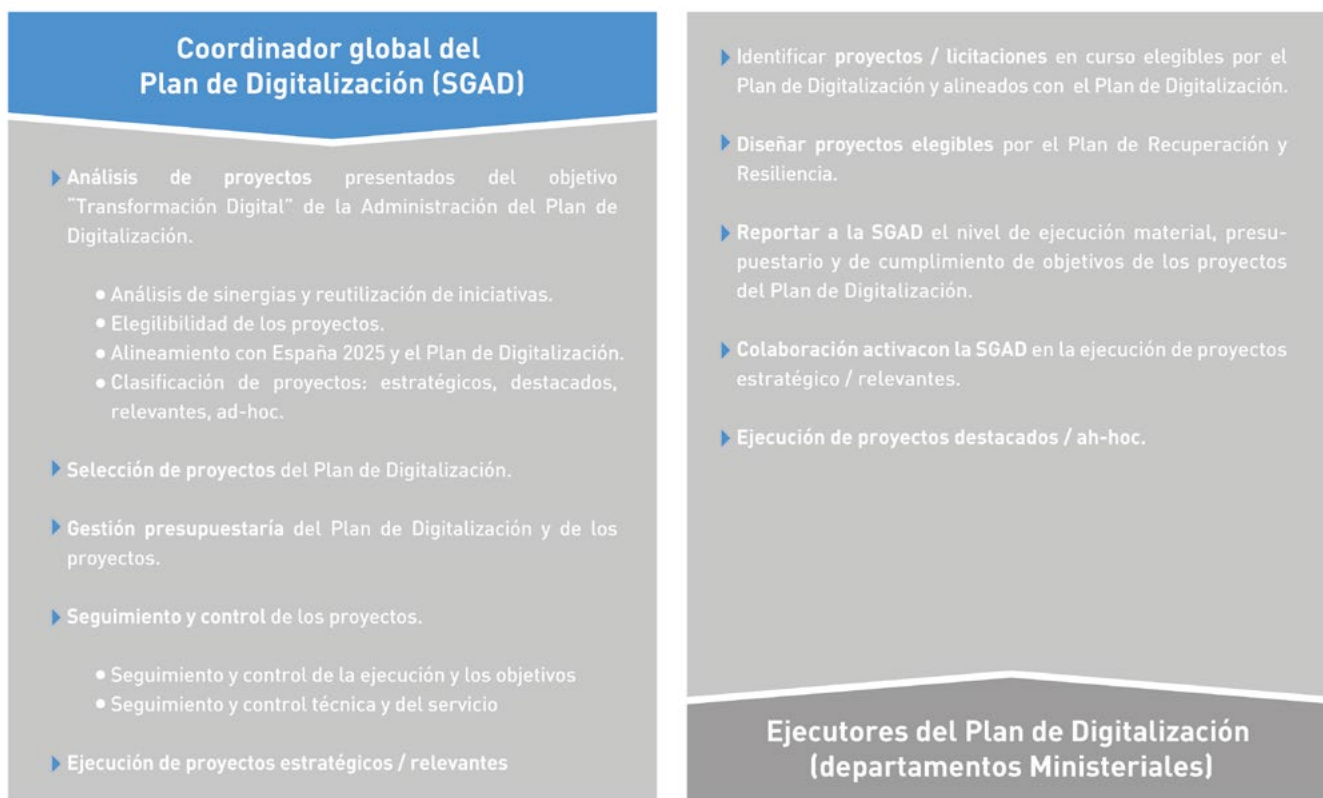 Coordinador global del
Plan de Digitalización (SGAD)
Análisis de proyectos presentados del objetivo
"Transformación Digital" de la Administración del Plan de
Digitalización.
Análisis de sinergias y reutilización de iniciativas.
Elegilibilidad de los proyectos.
Alineamiento con España 2025 y el Plan de Digitalización.
Clasificación de proyectos: estratégicos, destacados,
relevantes, ad-hoc.
Selección de proyectos del Plan de Digitalización.
Gestión presupuestaría del Plan de Digitalización y de los
proyectos.
Seguimiento y control de los proyectos.
Seguimiento y control de la ejecución y los objetivos
Seguimiento y control técnica y del servicio
Ejecución de proyectos estratégicos / relevantes
Identificar proyectos / licitaciones en curso elegibles por el
Plan de Digitalización y alineados con el Plan de Digitalización.
Diseñar proyectos elegibles por el Plan de Recuperación y
Resiliencia.
Reportar a la SGAD el nivel de ejecución material, presu-
puestario y de cumplimiento de objetivos de los proyectos
del Plan de Digitalización.
Colaboración activacon la SGAD en la ejecución de proyectos
estratégico / relevantes.
Ejecución de proyectos destacados / ah-hoc.
Ejecutores del Plan de Digitalización
(departamentos Ministeriales)